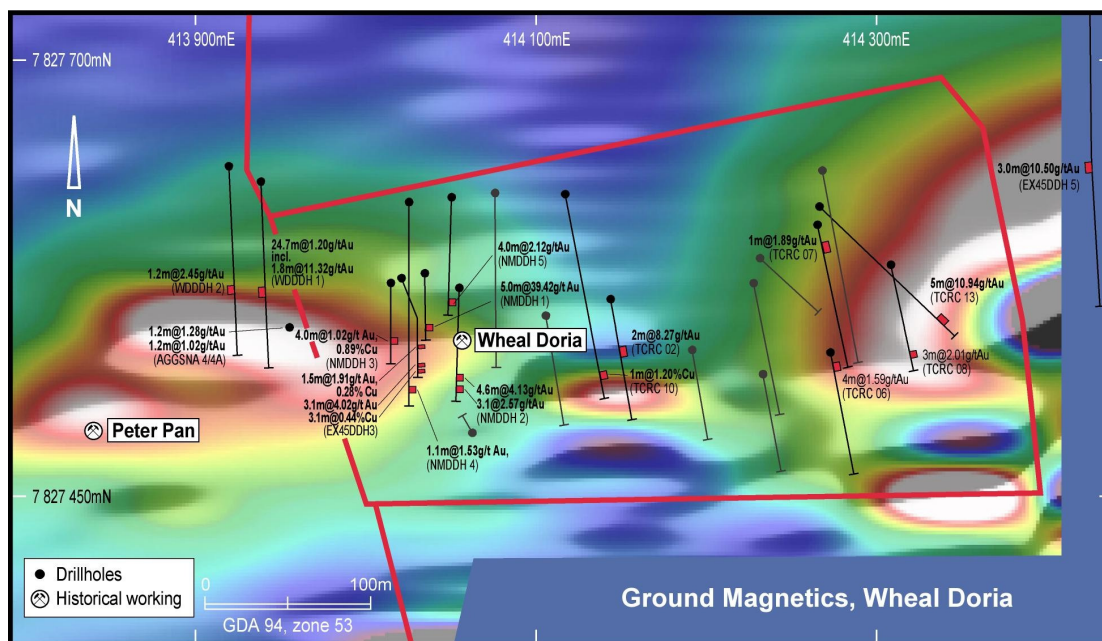 413 900mE
414 100mE
414 300mE
7 827 700mN
N
3.0m@10.50g/tAu
(EX45DDH 5)
24.7m@1.20g/tAu
incl.
1.8m@11.32g/tAu
(WDDDH 1)
4.0m@2.12g/tAu
(NMDDH 5)
1m@1.89g/tAu
(TCRC 07)
1.2m@2.45g/tAu
(WDDDH 2)
5.0m@39.42g/t Au
(NMDDH 1)
5m@10.94g/tAu
(TCRC 13)
1.2m@1.28g/tAu
1.2m@1.02g/tAu
(AGGSNA 4/4A)
4.0m@1.02g/t Au,
0.89%Cu
(NMDDH 3)
Wheal Doria
2m@8.27g/tAu
(TCRC 02)
3m@2.01g/tAu
(TCRC 08)
1.5m@1.91g/t Au,
0.28% Cu
3.1m@4.02g/t Au
3.1m@0.44%Cu
(EX45DDH3)
1m@1.20%Cu
(TCRC 10)
4m@1.59g/tAu
(TCRC 06)
4.6m@4.13g/tAu
3.1@2.57g/tAu
(NMDDH 2)
Peter Pan
1.1m@1.53g/t Au,
(NMDDH 4)
7 827 450mN
Drillholes
Historical working
0
100m
GDA 94, zone 53
Ground Magnetics, Wheal Doria